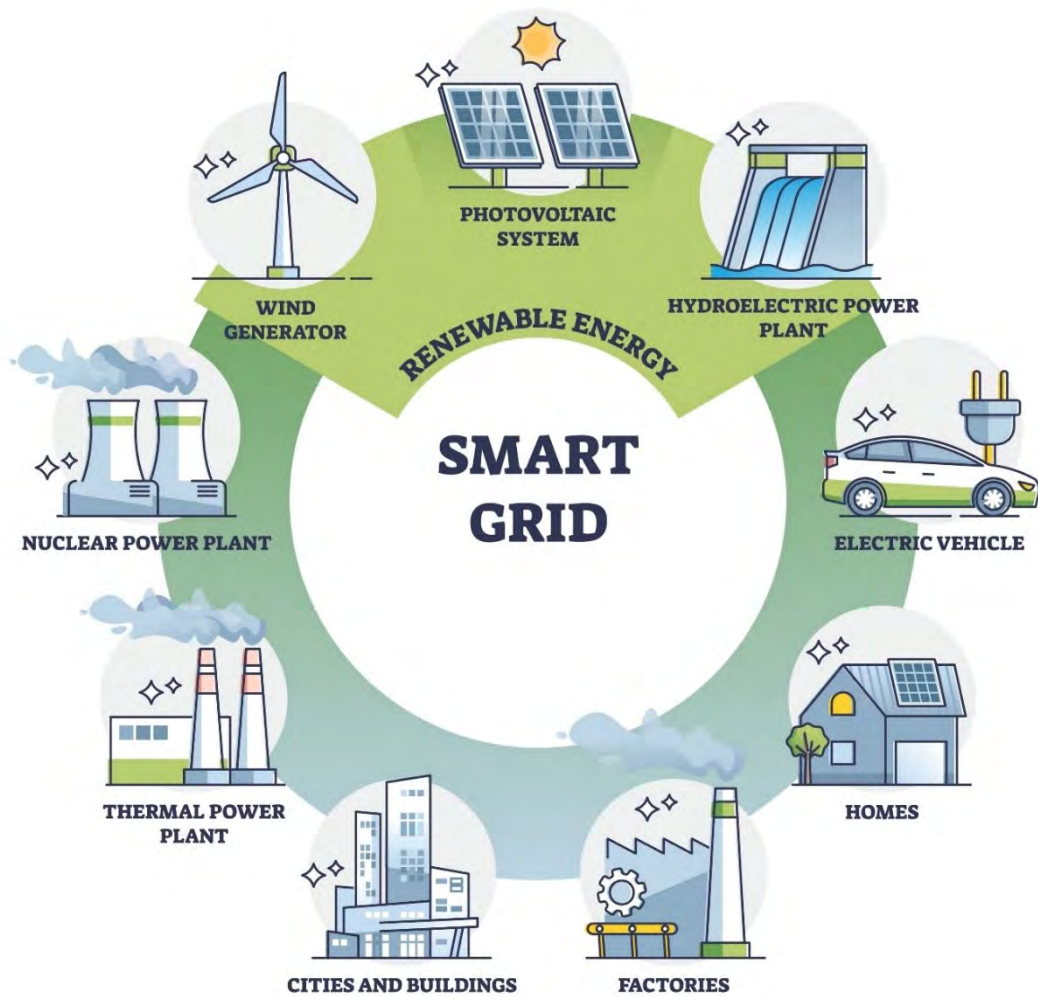 PHOTOVOLTAIC
SYSTEM
WIND
GENERATOR
HYDROELECTRIC POWER
PLANT
RENEWABLE ENERGY
SMART
GRID
NUCLEAR POWER PLANT
ELECTRIC VEHICLE
THERMAL POWER
PLANT
HOMES
CITIES AND BUILDINGS
FACTORIES